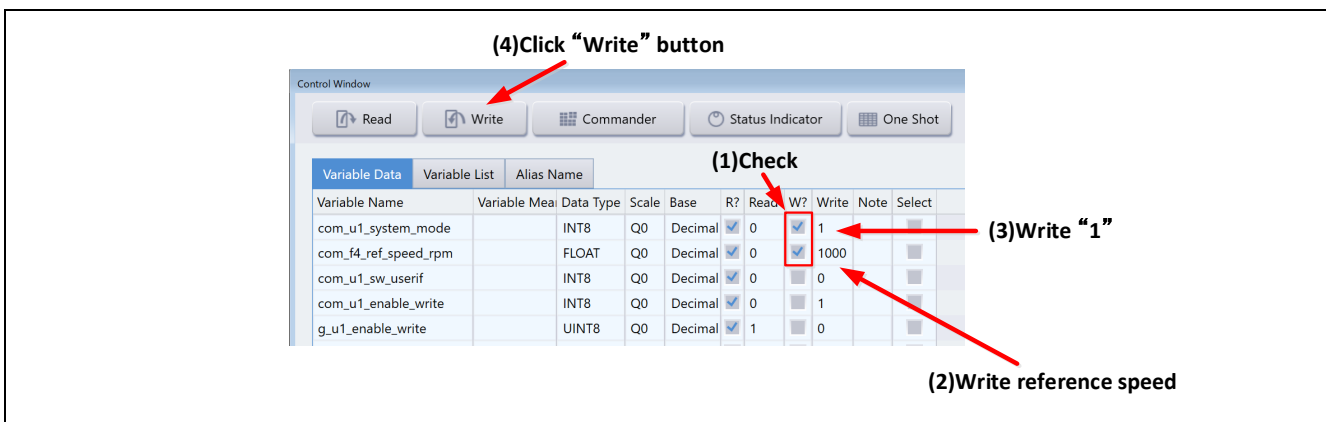 (4)Click “Write” button
Control Window
Read Write Commander Status Indicator One Shot
(1)Check
Variable Data Variable List Alias Name
Variable Name Variable Mea Data Type Scale Base R? Read W? Write Note Select
com_u1_system_mode INT8 Q0 Decimal 0 1
(3)Write “1”
com_f4_ref_speed_rpm FLOAT Q0 Decimal 0 1000
com_u1_sw_userif INT8 Q0 Decimal 0 0
com_u1_enable_write INT8 Q0 Decimal 0 1
g_u1_enable_write UINT8 Q0 Decimal 1 0
(2)Write reference speed